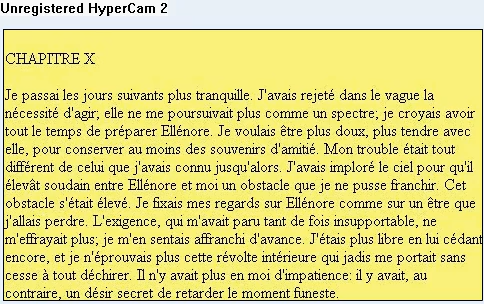 Unregistered HyperCam 2
CHAPITRE X
Je passai les jours suivants plus tranquille. J'avais rejeté dans le vague la
nécessité d'agir; elle ne me poursuivait plus comme un spectre; je croyais avoir
tout le temps de préparer Ellénore. Je voulais être plus doux, plus tendre avec
elle, pour conserver au moins des souvenirs d'amitié. Mon trouble était tout
différent de celui que j'avais connu jusqu'alors. J'avais imploré le ciel pour qu'il
élevât soudain entre Ellénore et moi un obstacle que je ne pusse franchir. Cet
obstacle s'était élevé. Je fixais mes regards sur Ellénore comme sur un être que
j'allais perdre. L'exigence, qui m'avait paru tant de fois insupportable, ne
m'effrayait plus; je m'en sentais affranchi d'avance. J'étais plus libre en lui cédant
encore, et je n'éprouvais plus cette révolte intérieure qui jadis me portait sans
cesse à tout déchirer. Il n'y avait plus en moi d'impatience: il y avait, au
contraire, un désir secret de retarder le moment funeste.